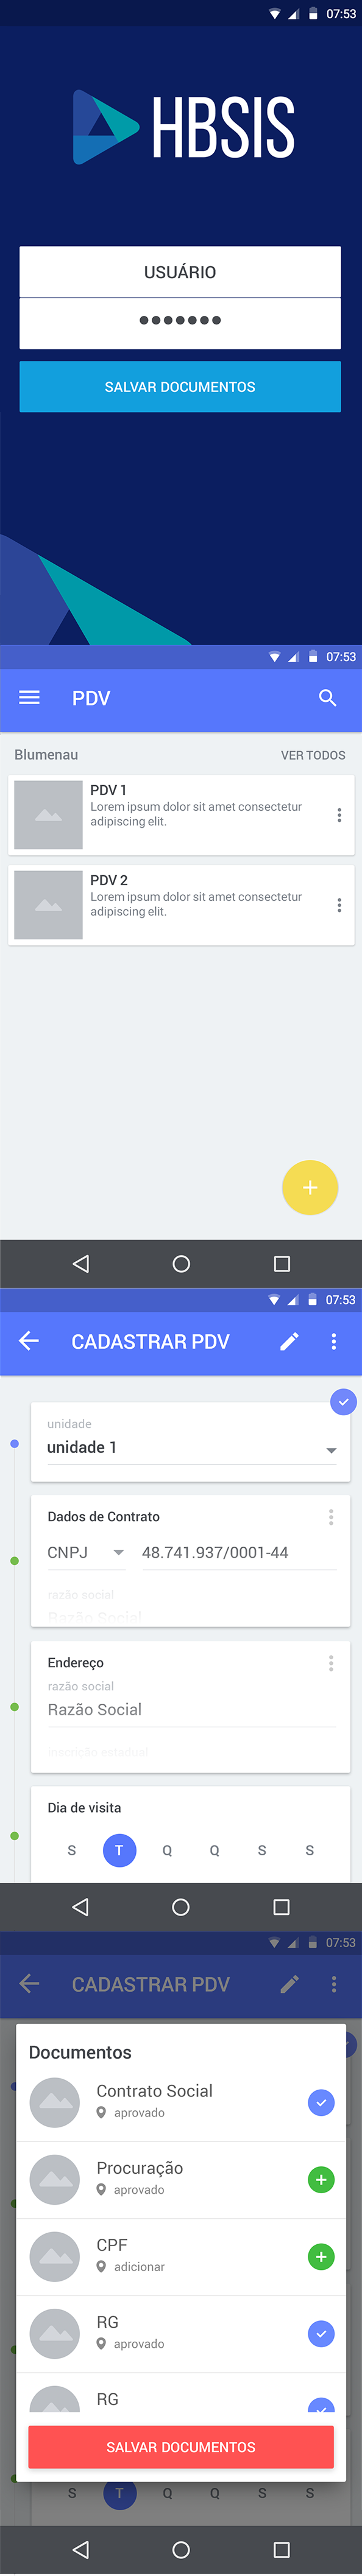 07:53
HBSIS
USUÁRIO
SALVAR DOCUMENTOS
07:53
PDV
Blumenau
VER TODOS
PDV 1
Lorem ipsum dolor sit amet consectetur
adipiscing elit.
PDV 2
Lorem ipsum dolor sit amet consectetur
adipiscing elit.
07:53
CADASTRAR PDV
unidade
unidade 1
Dados de Contrato
CNPJ
48.741.937/0001-44
razão social
Razão Social
Endereço
razão social
Razão Social
inscrição estadual
Dia de visita
S T Q Q S S
07:53
CADASTRAR PDV
Documentos
Contrato Social
aprovado
Procuração
aprovado
CPF
adicionar
RG
aprovado
RG
SALVAR DOCUMENTOS
S T Q Q S S